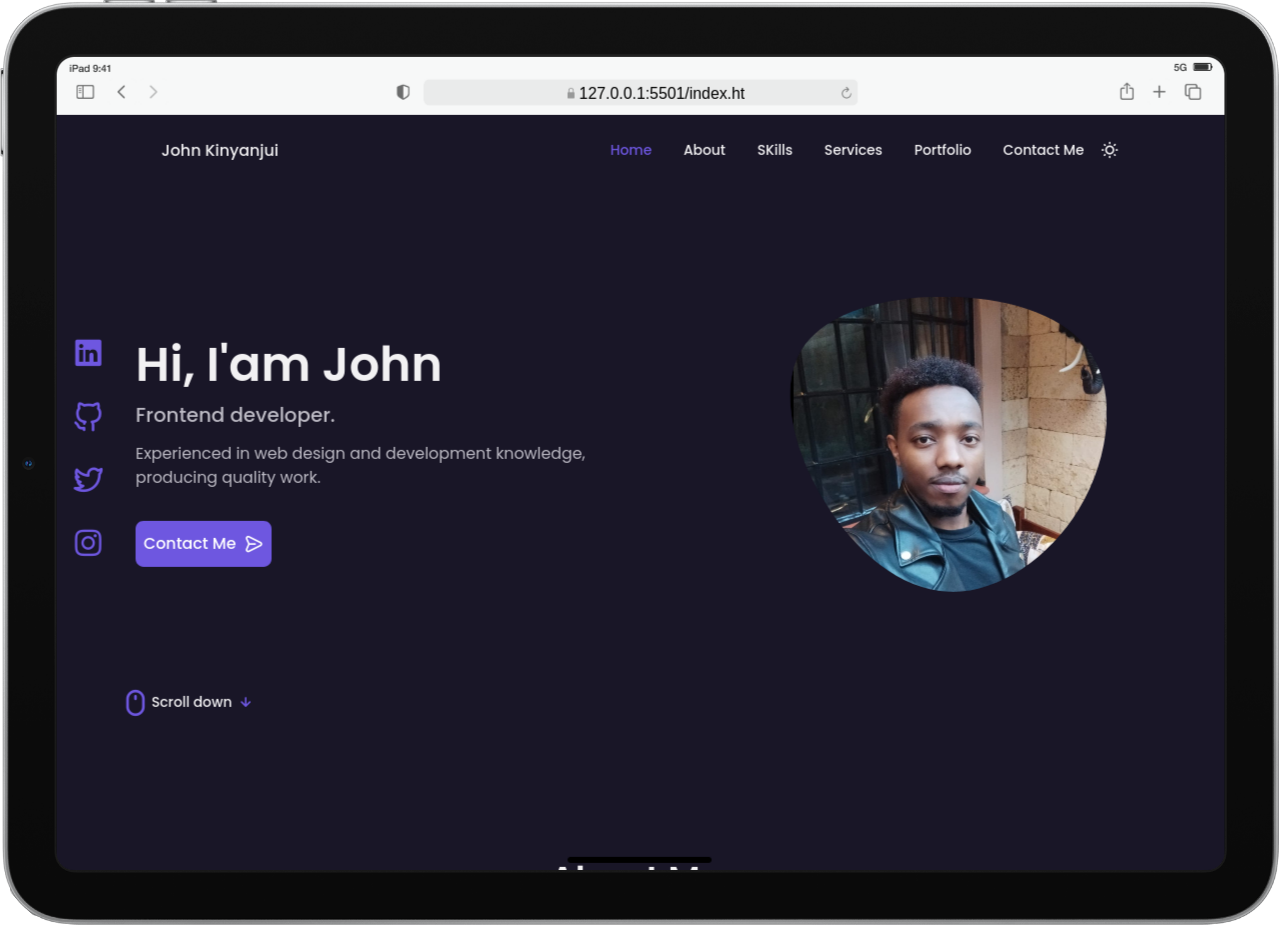 iPad 9:41
5G
127.0.0.1:5501/index.ht
John Kinyanjui
Home About SKills Services Portfolio Contact Me
in
Hi, I'am John
Frontend developer.
Experienced in web design and development knowledge,
producing quality work.
Contact Me
Scroll down